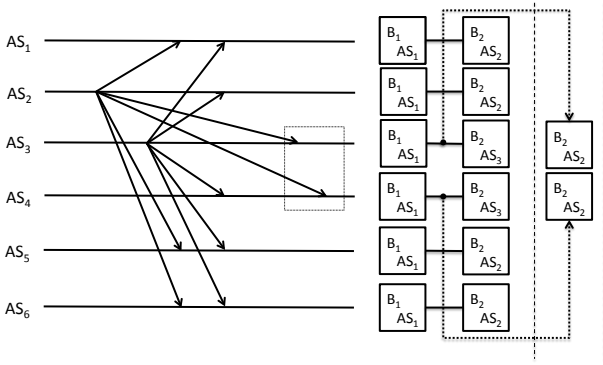 AS₁
B₁ AS₁
B₂ AS₂
AS₂
B₁ AS₁
B₂ AS₂
AS₃
B₁ AS₁
B₂ AS₃
B₂ AS₂
AS₄
B₁ AS₁
B₂ AS₃
B₂ AS₂
AS₅
B₁ AS₁
B₂ AS₂
AS₆
B₁ AS₁
B₂ AS₂